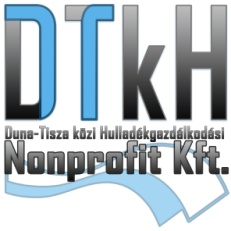 DTkH
Duna-Tisza közi Hulladékgazdálkodási
Nonprofit Kft.